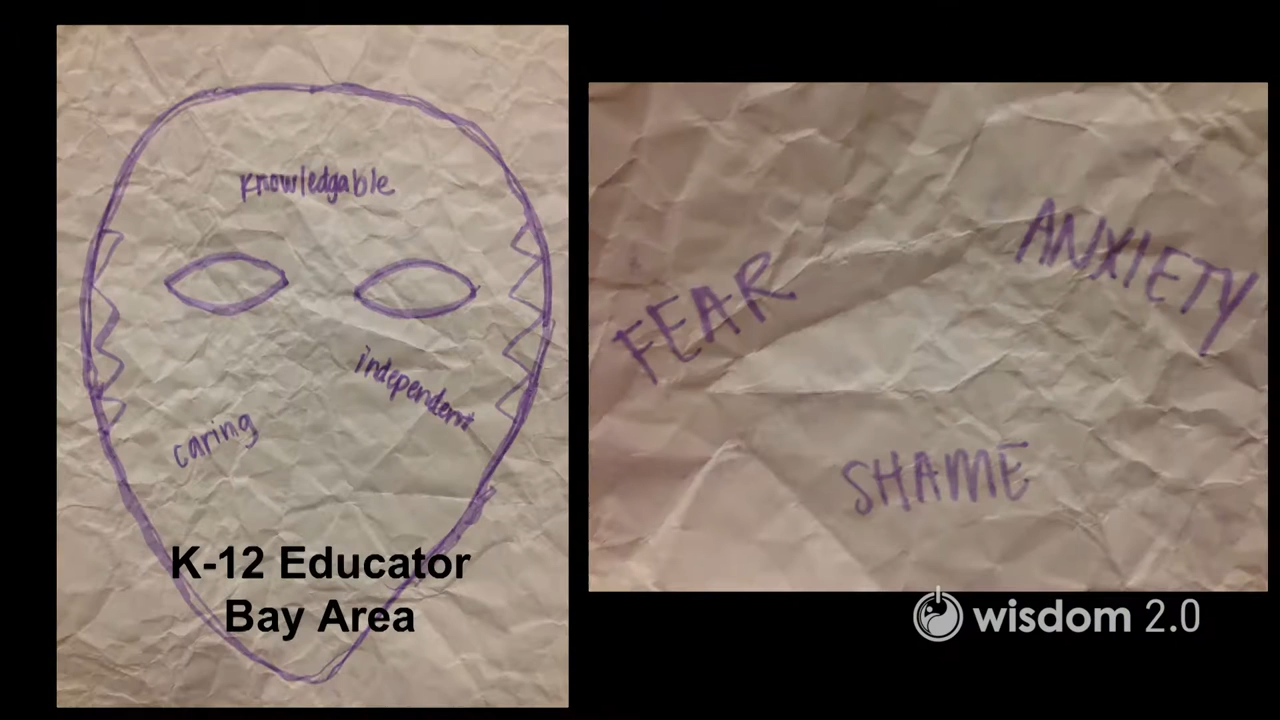 knowledgable
independent
caring
K-12 Educator
Bay Area
FEAR
ANXIETY
SHAME
wisdom 2.0